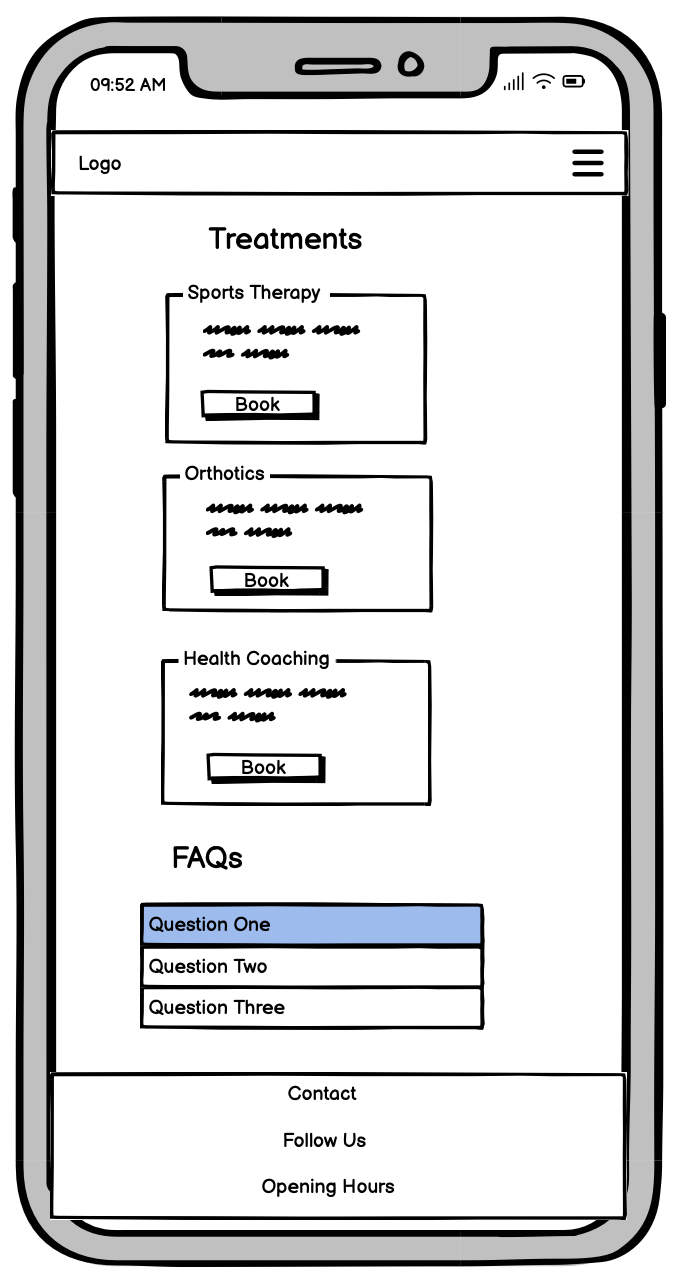 09:52 AM
Logo
Treatments
Sports Therapy
Book
Orthotics
Book
Health Coaching
Book
FAQs
Question One
Question Two
Question Three
Contact
Follow Us
Opening Hours